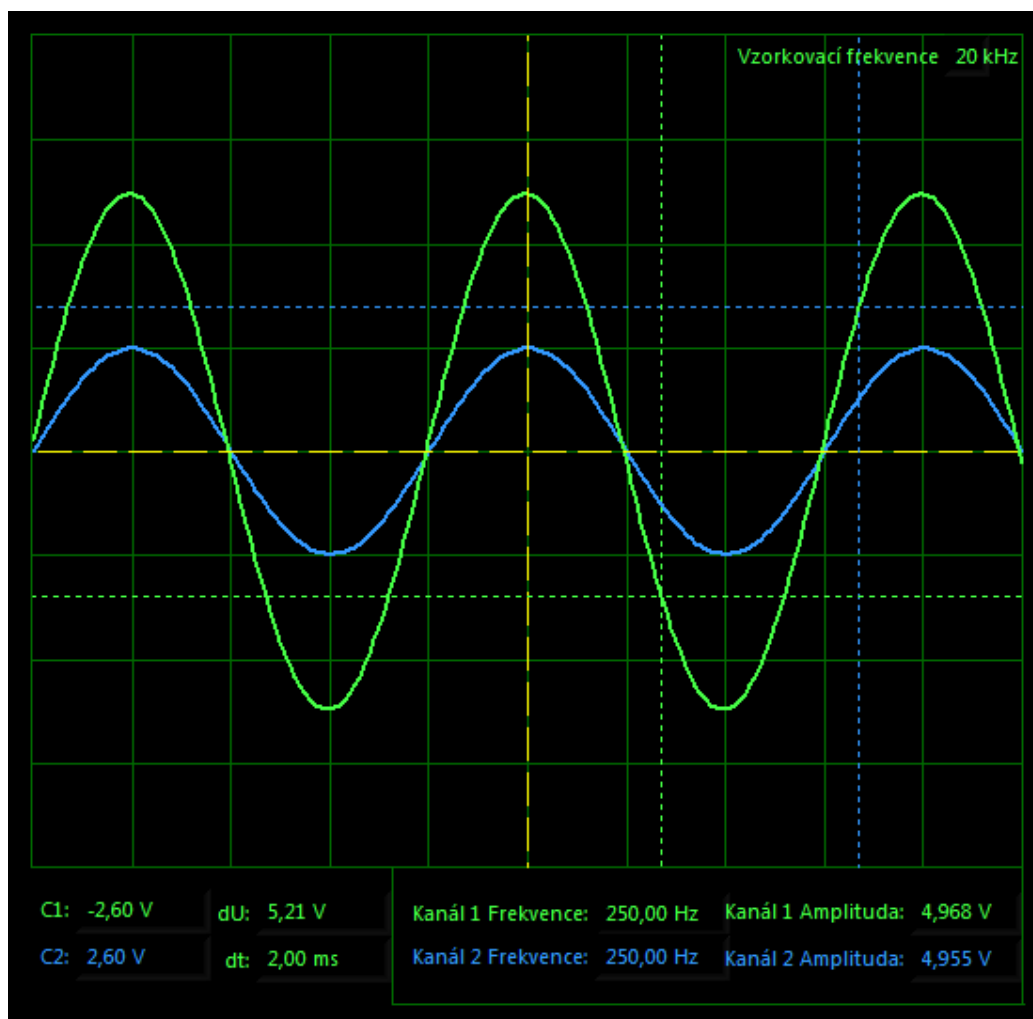 Vzorkovací frekvence 20 kHz
C1: -2,60 V dU: 5,21 V Kanál 1 Frekvence: 250,00 Hz Kanál 1 Amplituda: 4,968 V
C2: 2,60 V dt: 2,00 ms Kanál 2 Frekvence: 250,00 Hz Kanál 2 Amplituda: 4,955 V